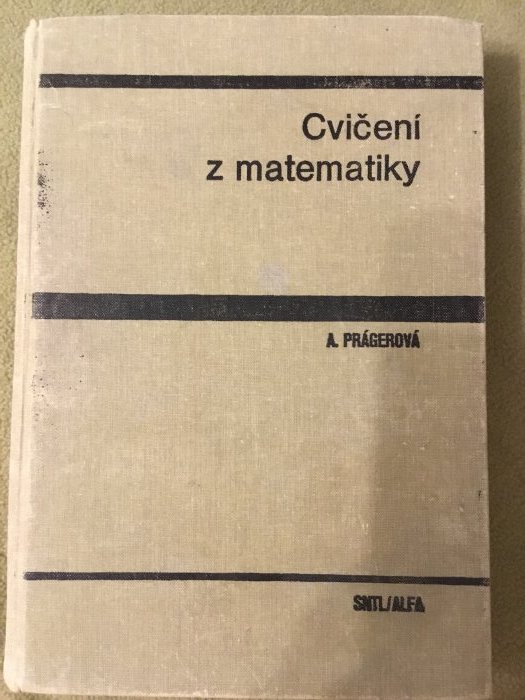 Cvičení
z matematiky
A. PRÁGEROVÁ
SNTL/ALFA